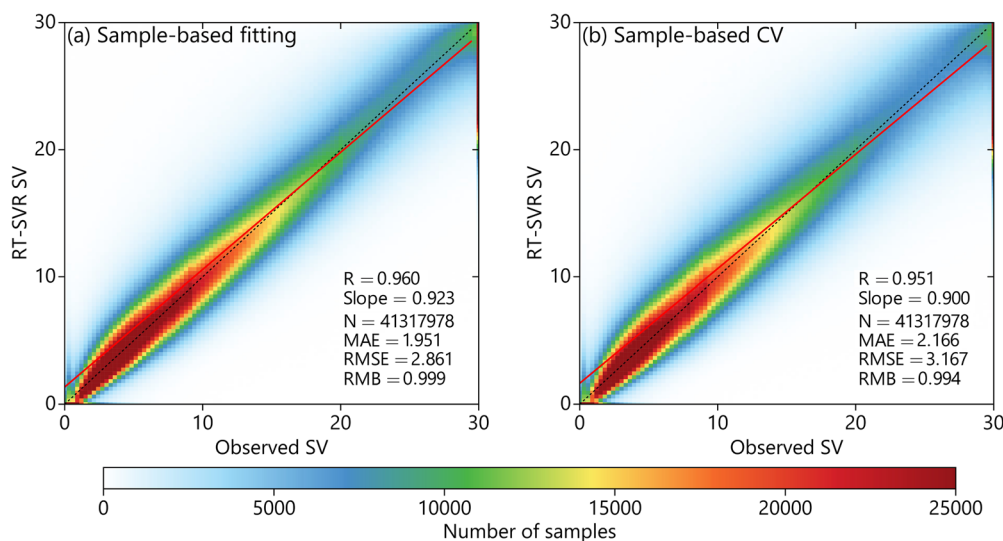 (a) Sample-based fitting
30
20
10
0
RT-SVR SV
R = 0.960
Slope = 0.923
N = 41317978
MAE = 1.951
RMSE = 2.861
RMB = 0.999
0 10 20 30
Observed SV
(b) Sample-based CV
30
20
10
0
RT-SVR SV
R = 0.951
Slope = 0.900
N = 41317978
MAE = 2.166
RMSE = 3.167
RMB = 0.994
0 10 20 30
Observed SV
0 5000 10000 15000 20000 25000
Number of samples